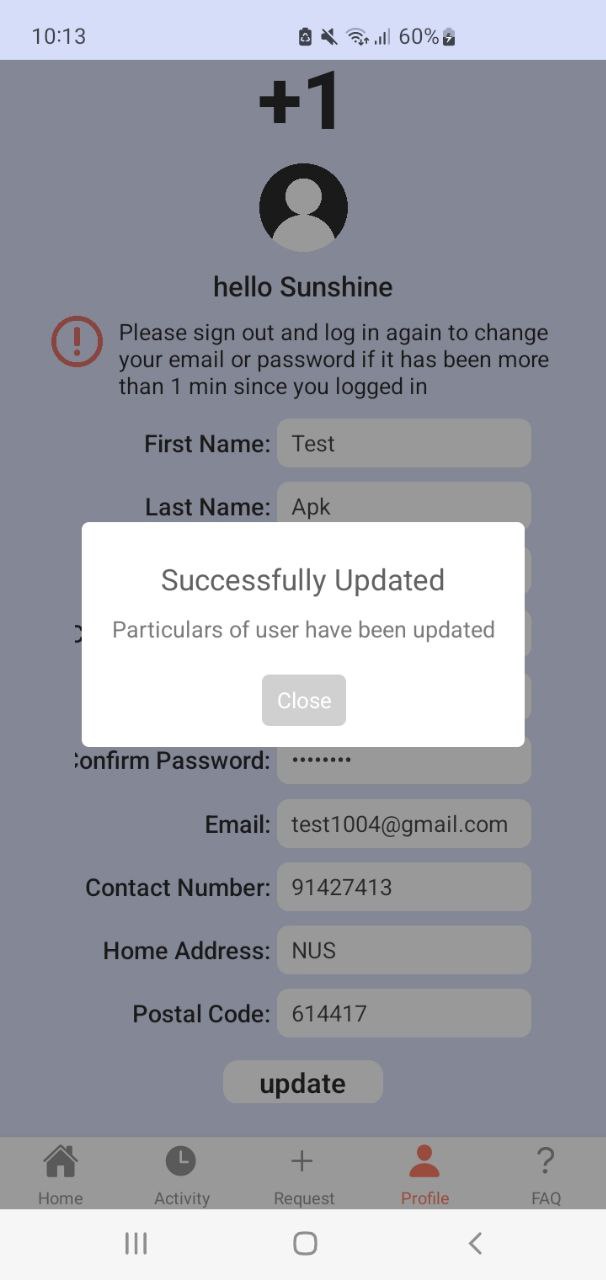 10:13
60%
+1
hello Sunshine
Please sign out and log in again to change
your email or password if it has been more
than 1 min since you logged in
First Name: Test
Last Name: Apk
Successfully Updated
Particulars of user have been updated
Close
onfirm Password: ••••••••
Email: test1004@gmail.com
Contact Number: 91427413
Home Address: NUS
Postal Code: 614417
update
Home Activity Request Profile FAQ